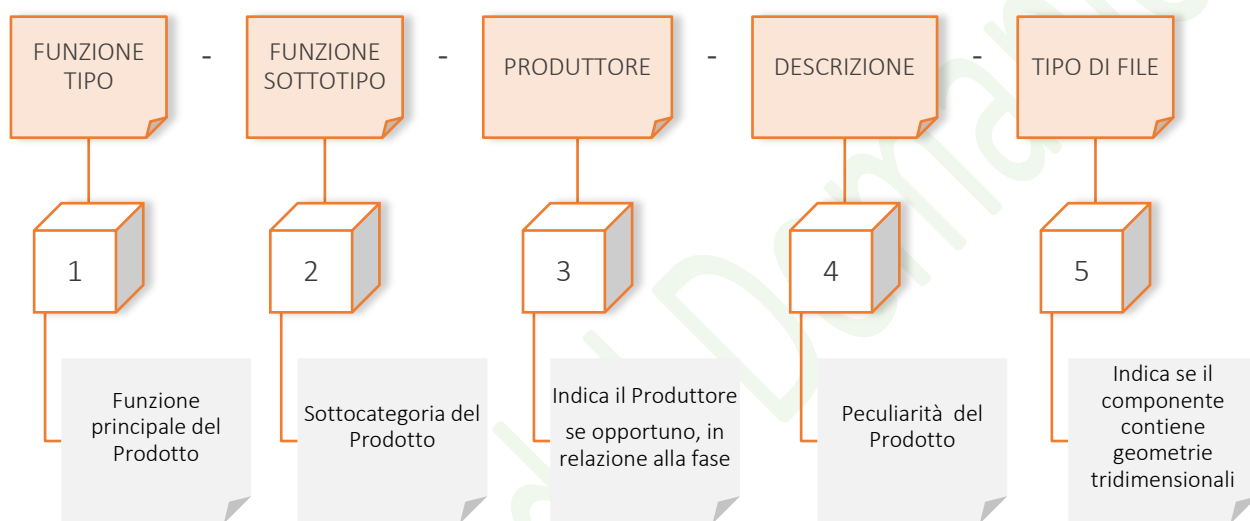 FUNZIONE
TIPO
-
FUNZIONE
SOTTOTIPO
-
PRODUTTORE
-
DESCRIZIONE
-
TIPO DI FILE
1
2
3
4
5
Funzione
principale del
Prodotto
Sottocategoria del
Prodotto
Indica il Produttore
se opportuno, in
relazione alla fase
Peculiarità del
Prodotto
Indica se il
componente
contiene
geometrie
tridimensionali